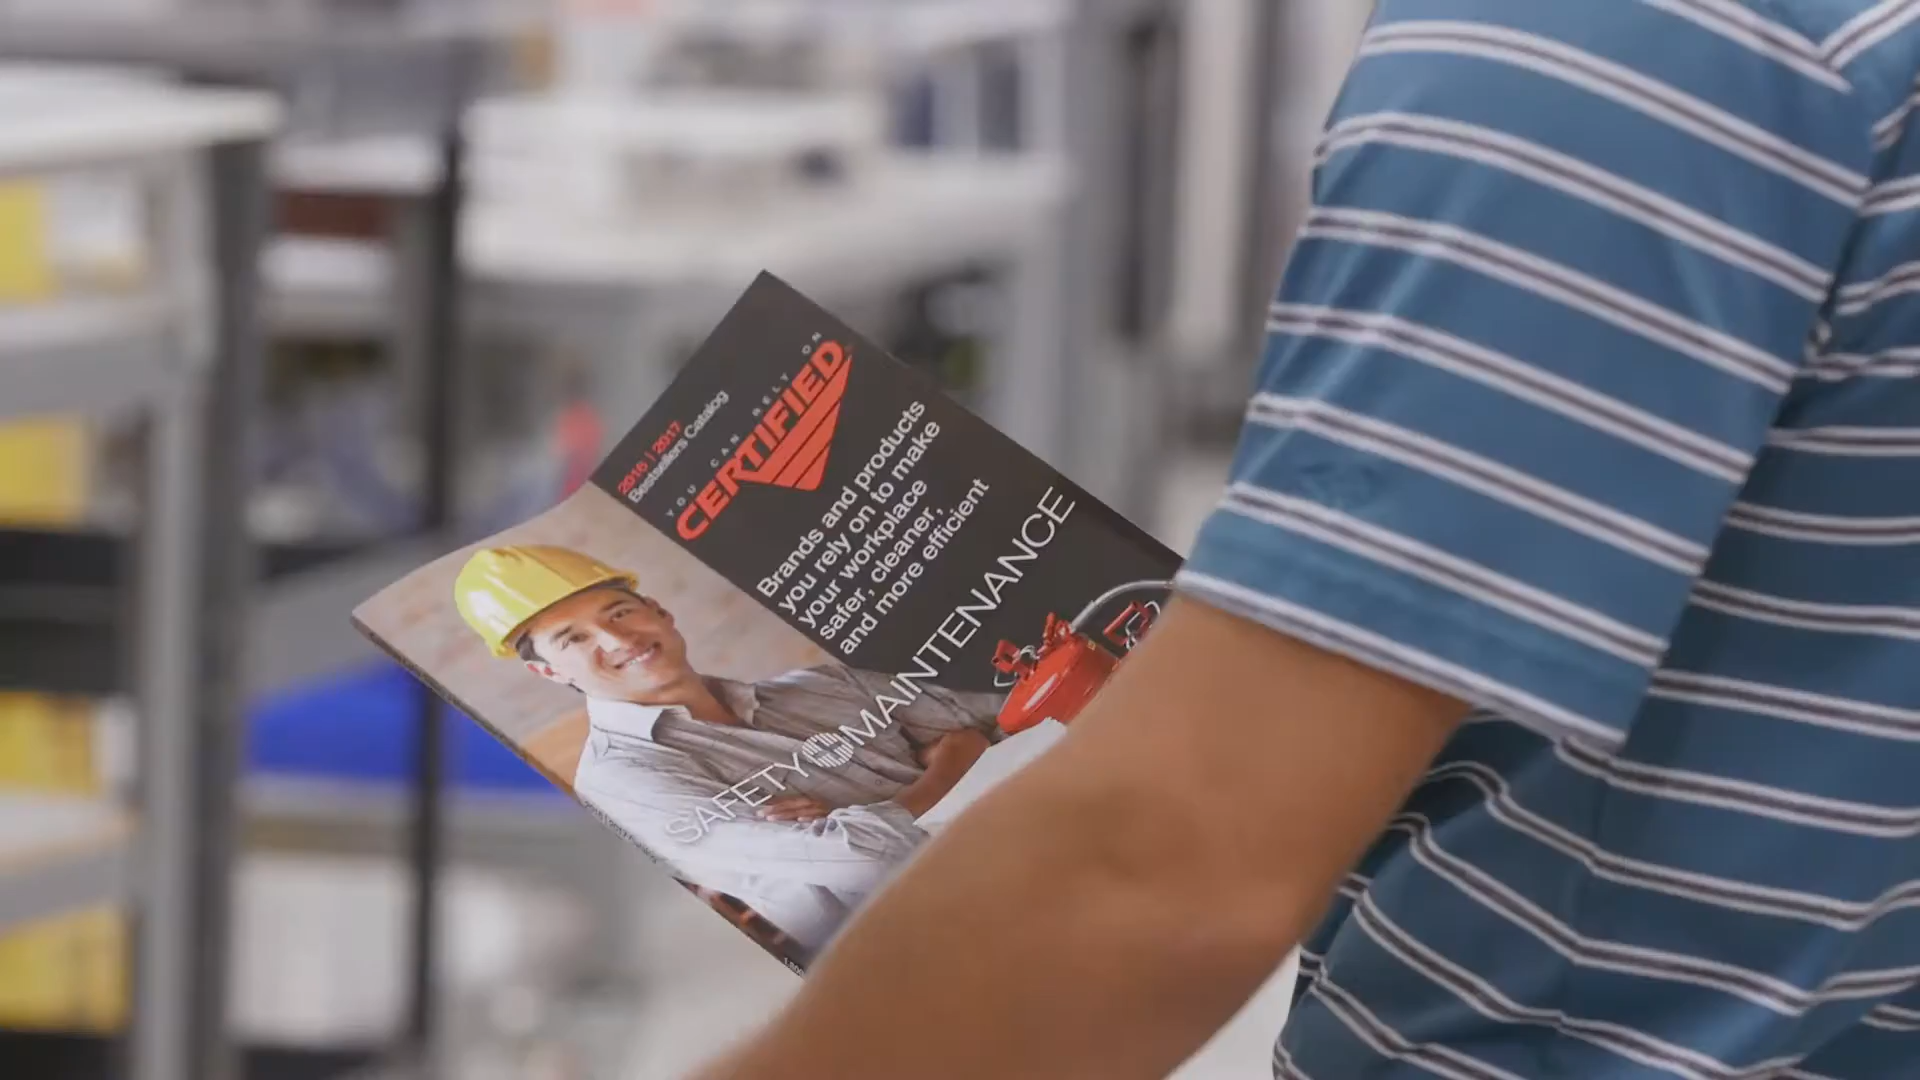 2016 | 2017
Bestsellers Catalog
YOU CAN RELY ON
CERTIFIED
Brands and products
you rely on to make
your workplace
safer, cleaner,
and more efficient
SAFETY MAINTENANCE